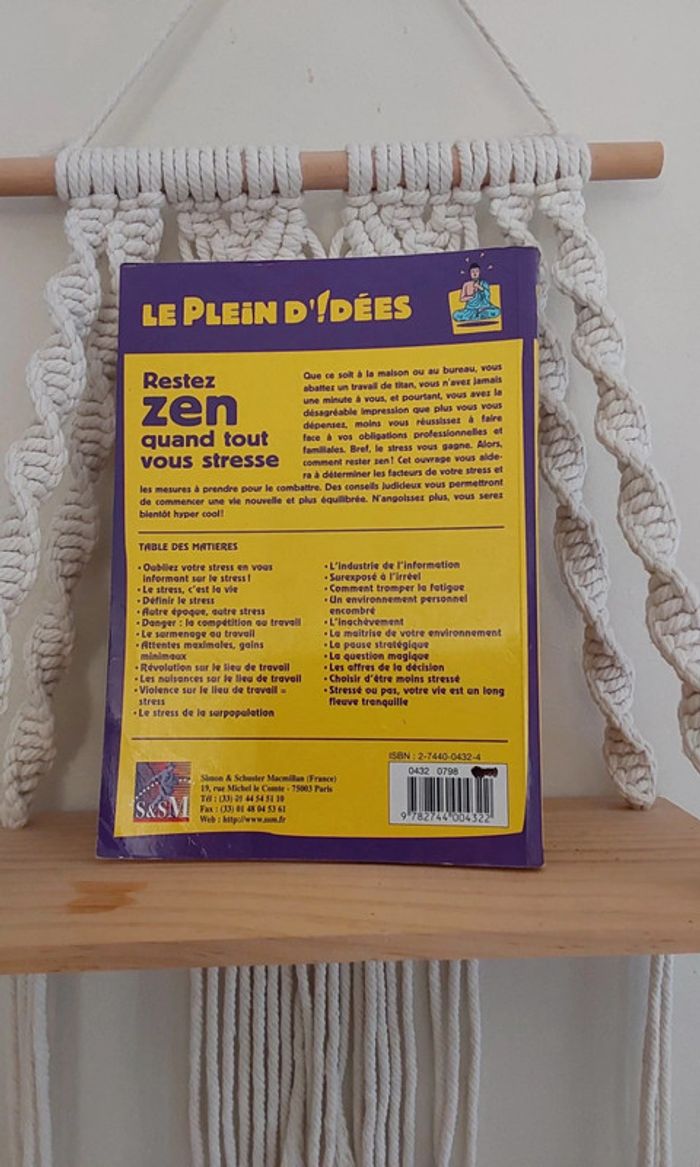 LE PLEIN D'IDÉES
Restez
zen
quand tout
vous stresse
Que ce soit à la maison ou au bureau, vous
abattez un travail de titan, vous n'avez jamais
une minute à vous, et pourtant, vous avez la
désagréable impression que plus vous vous
dépensez, moins vous réussissez à faire
face à vos obligations professionnelles et
familiales. Bref, le stress vous gagne. Alors,
comment rester zen ! Cet ouvrage vous aide-
ra à déterminer les facteurs de votre stress et
les mesures à prendre pour le combattre. Des conseils judicieux vous permettront
de commencer une vie nouvelle et plus équilibrée. N'angoissez plus, vous serez
bientôt hyper cool !
TABLE DES MATIERES
• Oubliez votre stress en vous
informant sur le stress !
• Le stress, c'est la vie
• Définir le stress
• Autre époque, autre stress
• Danger : la compétition au travail
• Le surmenage au travail
• Attentes maximales, gains
minimaux
• Révolution sur le lieu de travail
• Les nuisances sur le lieu de travail
• Violence sur le lieu de travail =
stress
• Le stress de la surpopulation
• L'industrie de l'information
• Surexposé à l'irréel
• Comment tromper la fatigue
• Un environnement personnel
encombré
• L'inachèvement
• La maîtrise de votre environnement
• La pause stratégique
• La question magique
• Les affres de la décision
• Choisir d'être moins stressé
• Stressé ou pas, votre vie est un long
fleuve tranquille
S&SM
Simon & Schuster Macmillan (France)
19, rue Michel le Comte - 75003 Paris
Tél : (33) 01 44 54 51 10
Fax : (33) 01 48 04 53 61
Web : http://www.ssm.fr
ISBN : 2-7440-0432-4
0432 0798
9 782744 004322